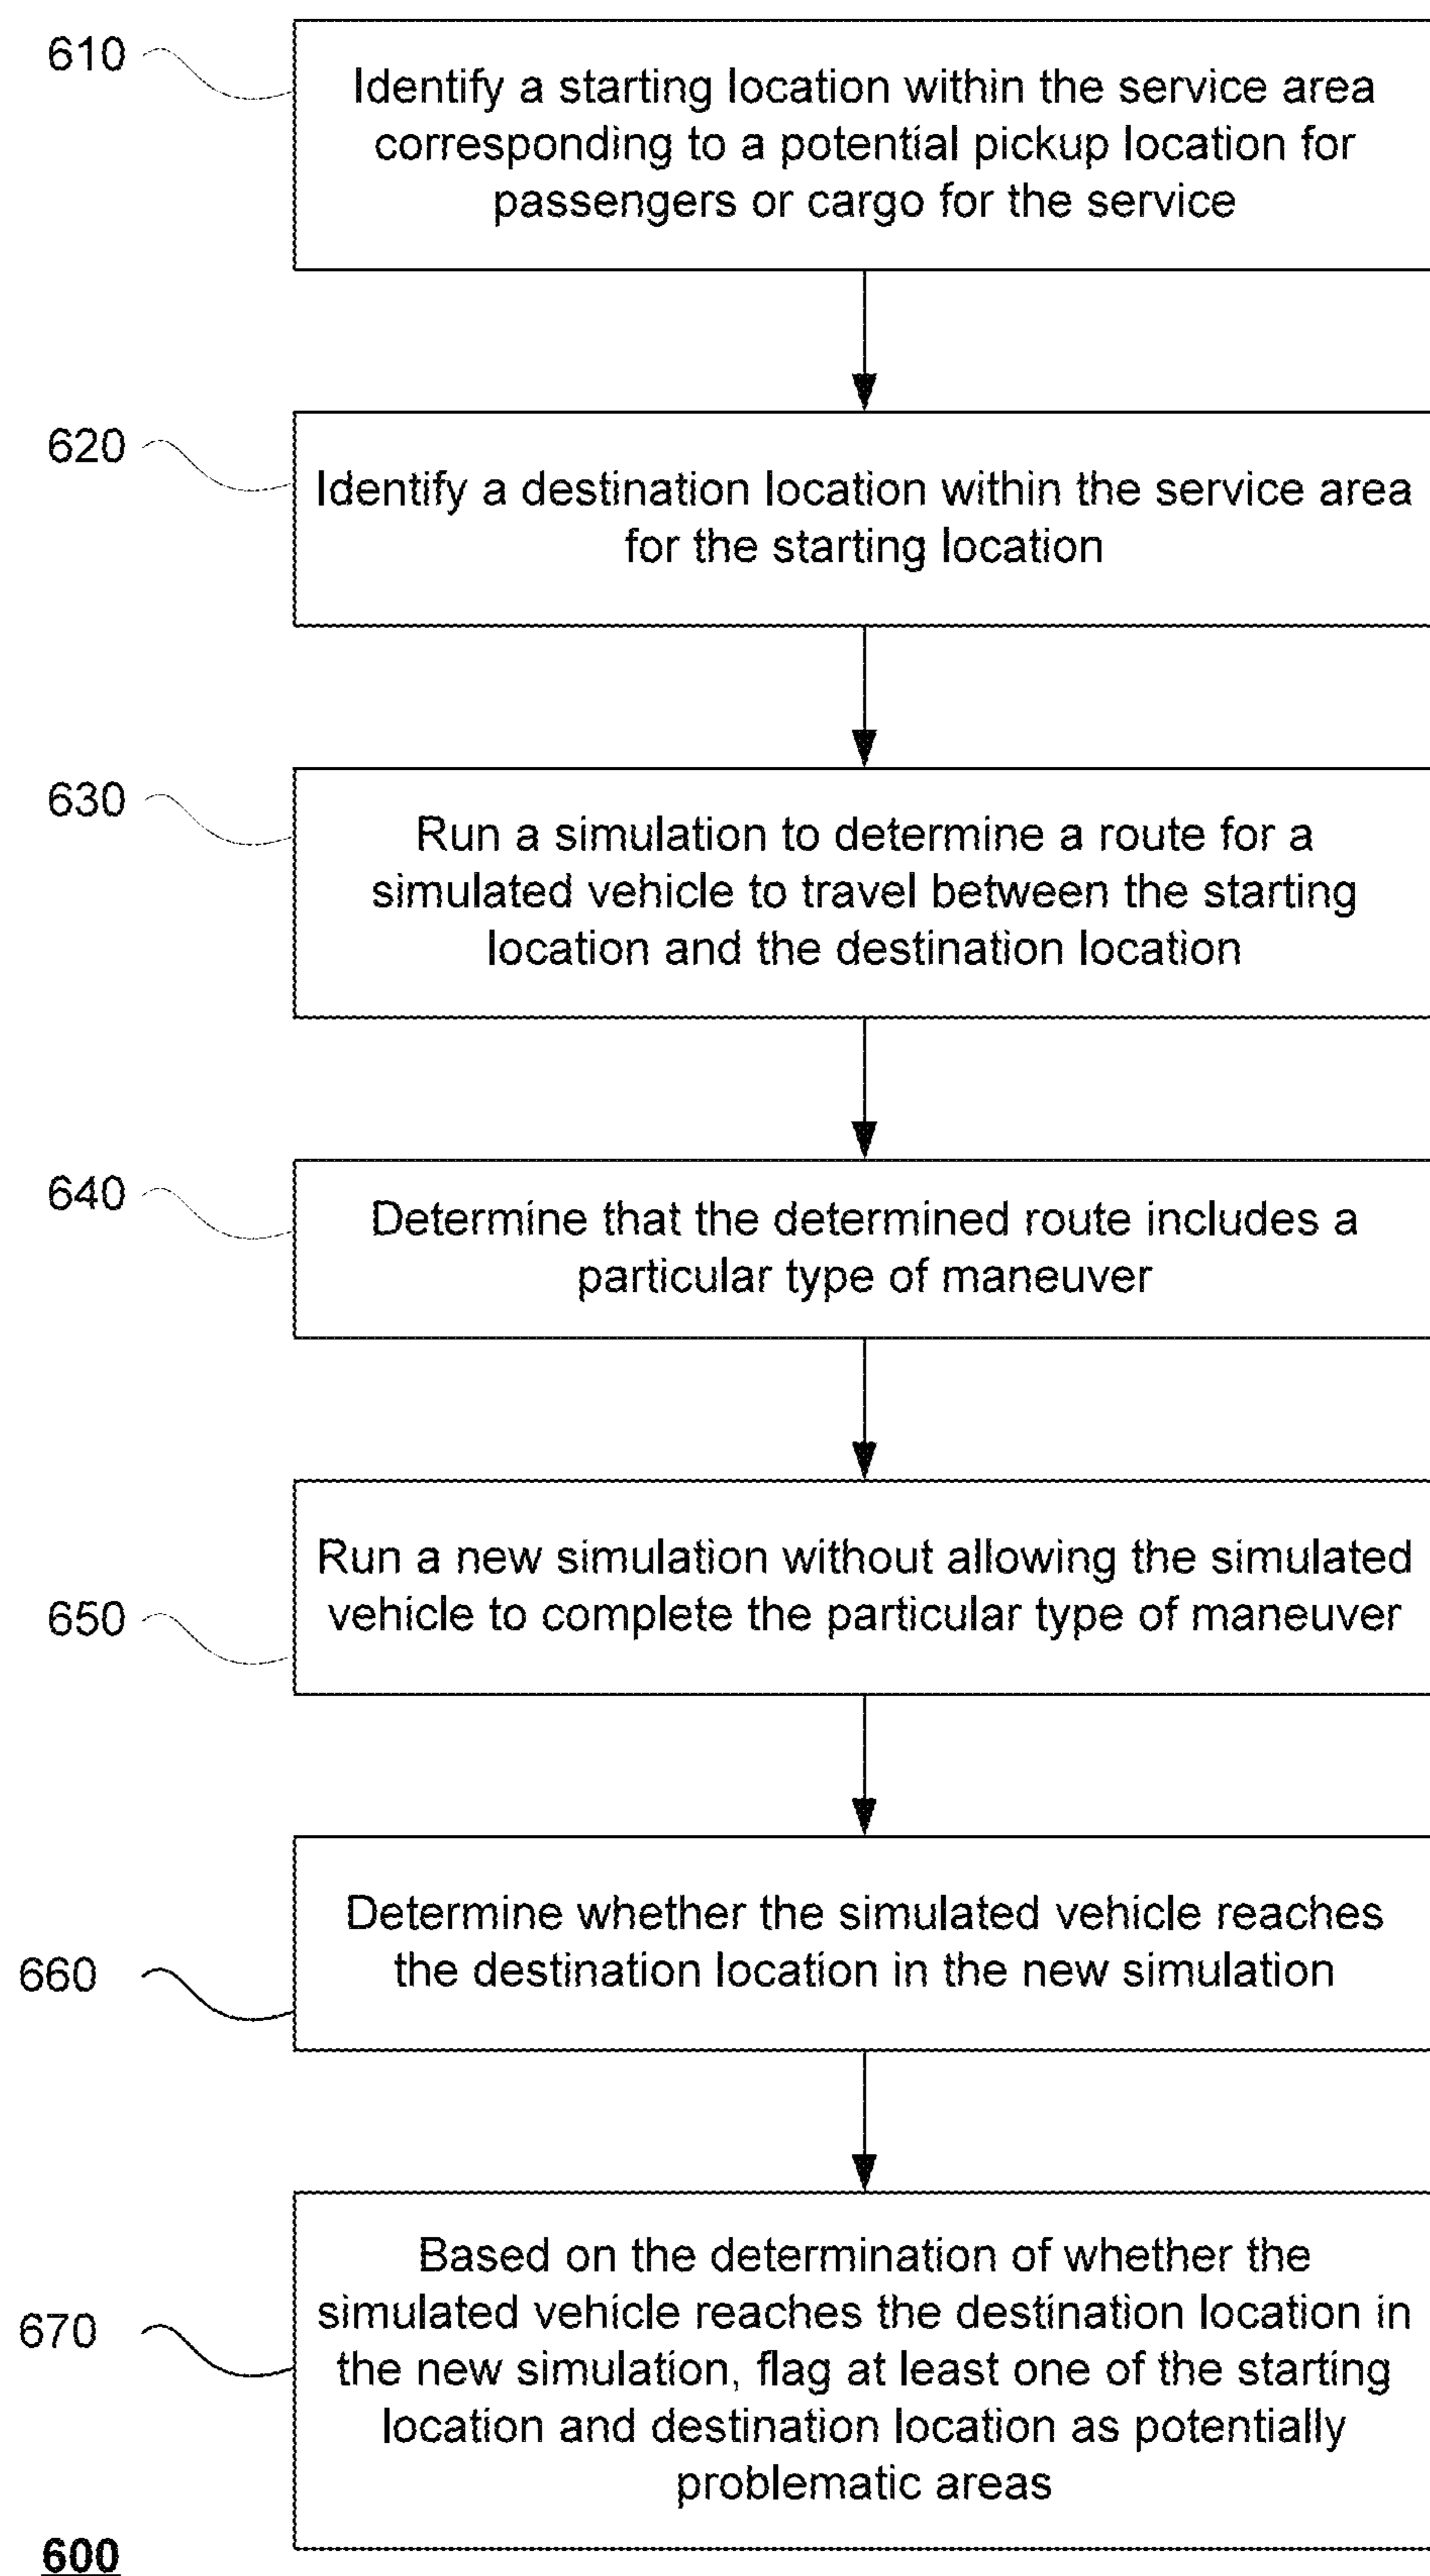 610
Identify a starting location within the service area
corresponding to a potential pickup location for
passengers or cargo for the service
620
Identify a destination location within the service area
for the starting location
630
Run a simulation to determine a route for a
simulated vehicle to travel between the starting
location and the destination location
640
Determine that the determined route includes a
particular type of maneuver
650
Run a new simulation without allowing the simulated
vehicle to complete the particular type of maneuver
660
Determine whether the simulated vehicle reaches
the destination location in the new simulation
670
Based on the determination of whether the
simulated vehicle reaches the destination location in
the new simulation, flag at least one of the starting
location and destination location as potentially
problematic areas
600